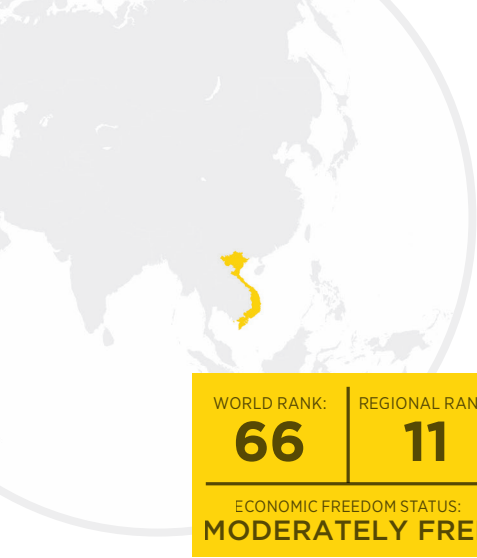 WORLD RANK:
66
REGIONAL RAN
11
ECONOMIC FREEDOM STATUS:
MODERATELY FRE